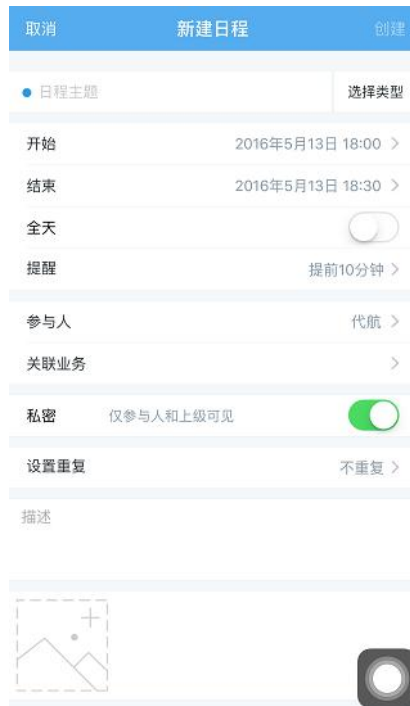 取消 新建日程 创建
日程主题 选择类型
开始 2016年5月13日 18:00
结束 2016年5月13日 18:30
全天
提醒 提前10分钟
参与人 代航
关联业务
私密 仅参与人和上级可见
设置重复 不重复
描述